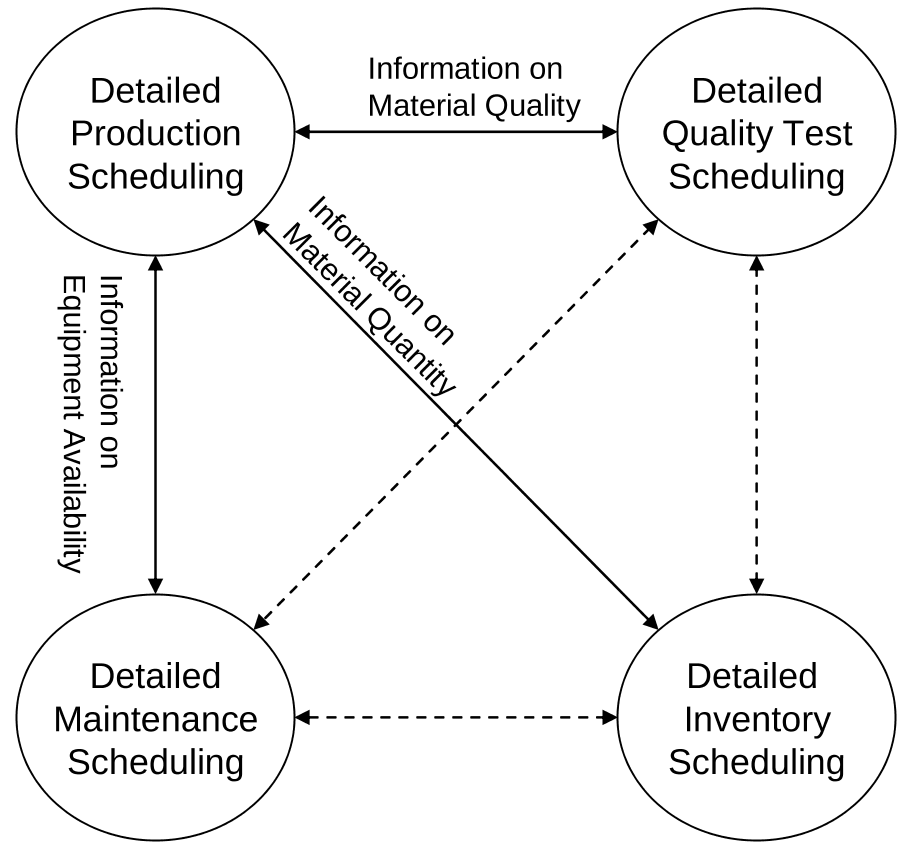 Detailed
Production
Scheduling
Information on
Material Quality
Detailed
Quality Test
Scheduling
Information on
Material Quantity
Information on
Equipment Availability
Detailed
Maintenance
Scheduling
Detailed
Inventory
Scheduling